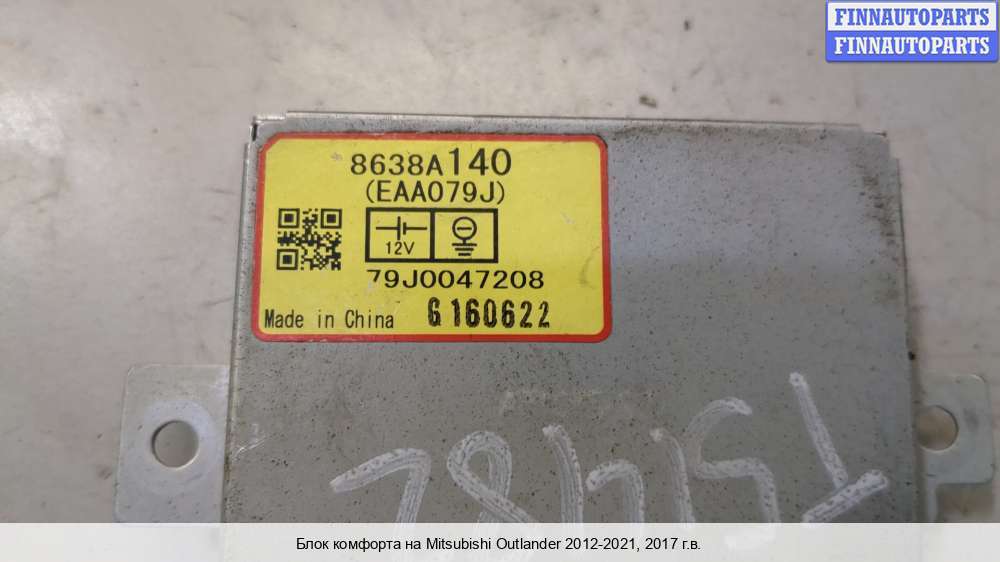 FINNAUTOPARTS
FINNAUTOPARTS
8638A140
(EAA079J)
12V
79J0047208
Made in China G160622
Блок комфорта на Mitsubishi Outlander 2012-2021, 2017 г.в.